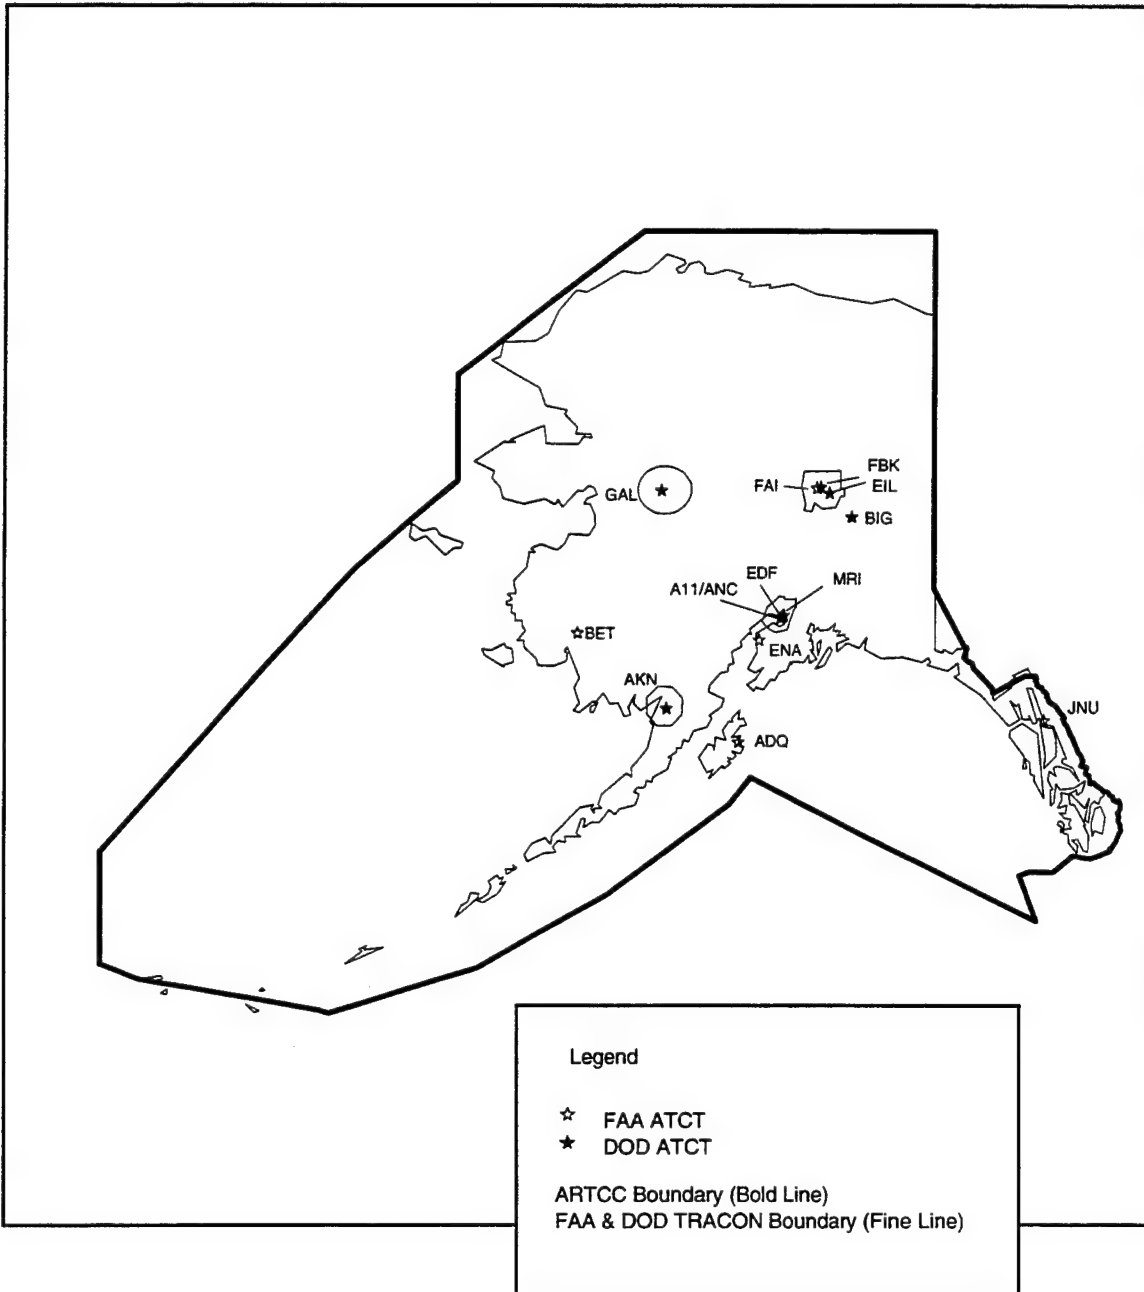 FBK
FAI
EIL
GAL
BIG
EDF
MRI
A11/ANC
BET
ENA
AKN
JNU
ADQ
Legend
☆ FAA ATCT
★ DOD ATCT
ARTCC Boundary (Bold Line)
FAA & DOD TRACON Boundary (Fine Line)